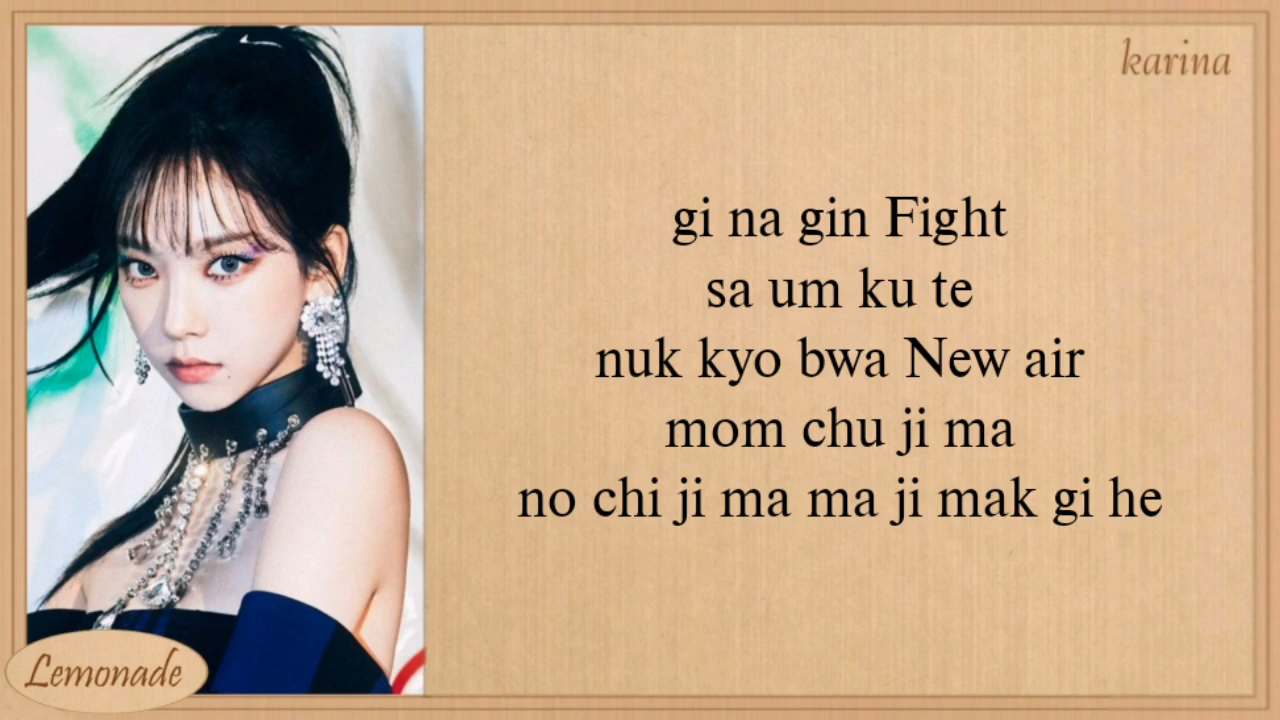 karina
gi na gin Fight
sa um ku te
nuk kyo bwa New air
mom chu ji ma
no chi ji ma ma ji mak gi he
Lemonade